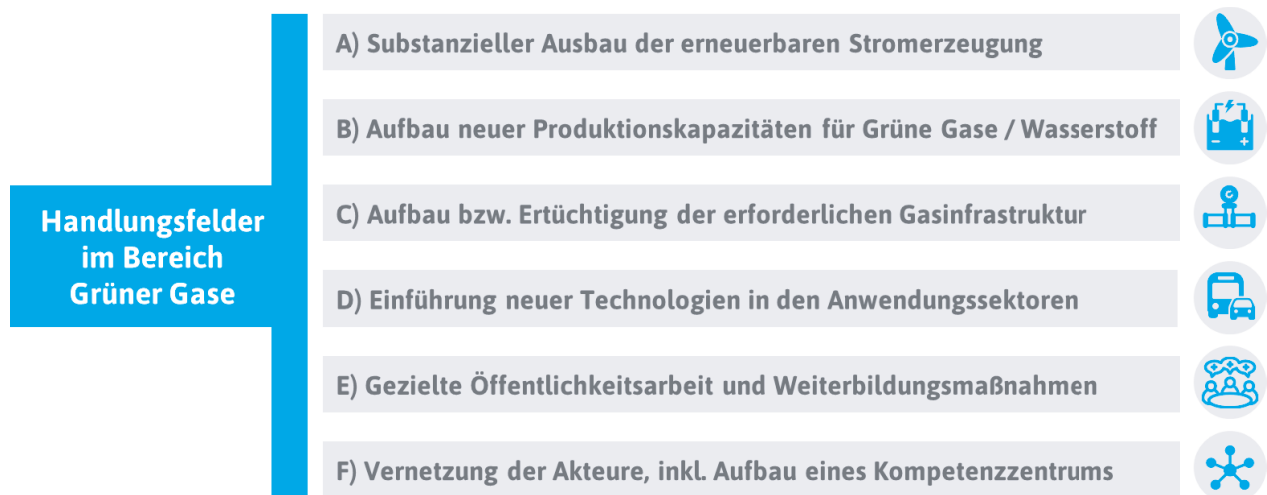 Handlungsfelder
im Bereich
Grüner Gase
A) Substanzieller Ausbau der erneuerbaren Stromerzeugung
B) Aufbau neuer Produktionskapazitäten für Grüne Gase / Wasserstoff
C) Aufbau bzw. Ertüchtigung der erforderlichen Gasinfrastruktur
D) Einführung neuer Technologien in den Anwendungssektoren
E) Gezielte Öffentlichkeitsarbeit und Weiterbildungsmaßnahmen
F) Vernetzung der Akteure, inkl. Aufbau eines Kompetenzzentrums